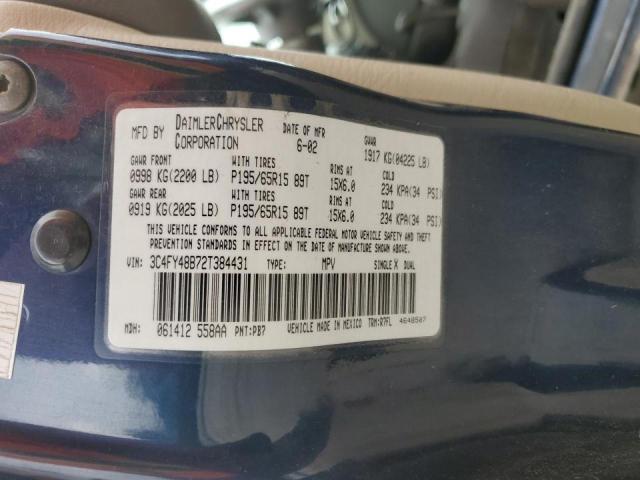 MFD BY DAIMLERCHRYSLER CORPORATION DATE OF MFR 6-02 GVWR 1917 KG(04225 LB)
GAWR FRONT WITH TIRES RIMS AT COLD
0998 KG(2200 LB) P195/65R15 89T 15X6.0 234 KPA(34 PSI)
GAWR REAR WITH TIRES RIMS AT COLD
0919 KG(2025 LB) P195/65R15 89T 15X6.0 234 KPA(34 PSI)
THIS VEHICLE CONFORMS TO ALL APPLICABLE FEDERAL MOTOR VEHICLE SAFETY AND THEFT
PREVENTION STANDARDS IN EFFECT ON THE DATE OF MANUFACTURE SHOWN ABOVE.
VIN: 3C4FY48B72T384431 TYPE: MPV SINGLE X DUAL
MDH: 061412 558AA PNT:PB7 VEHICLE MADE IN MEXICO TRM:R7FL 4648507